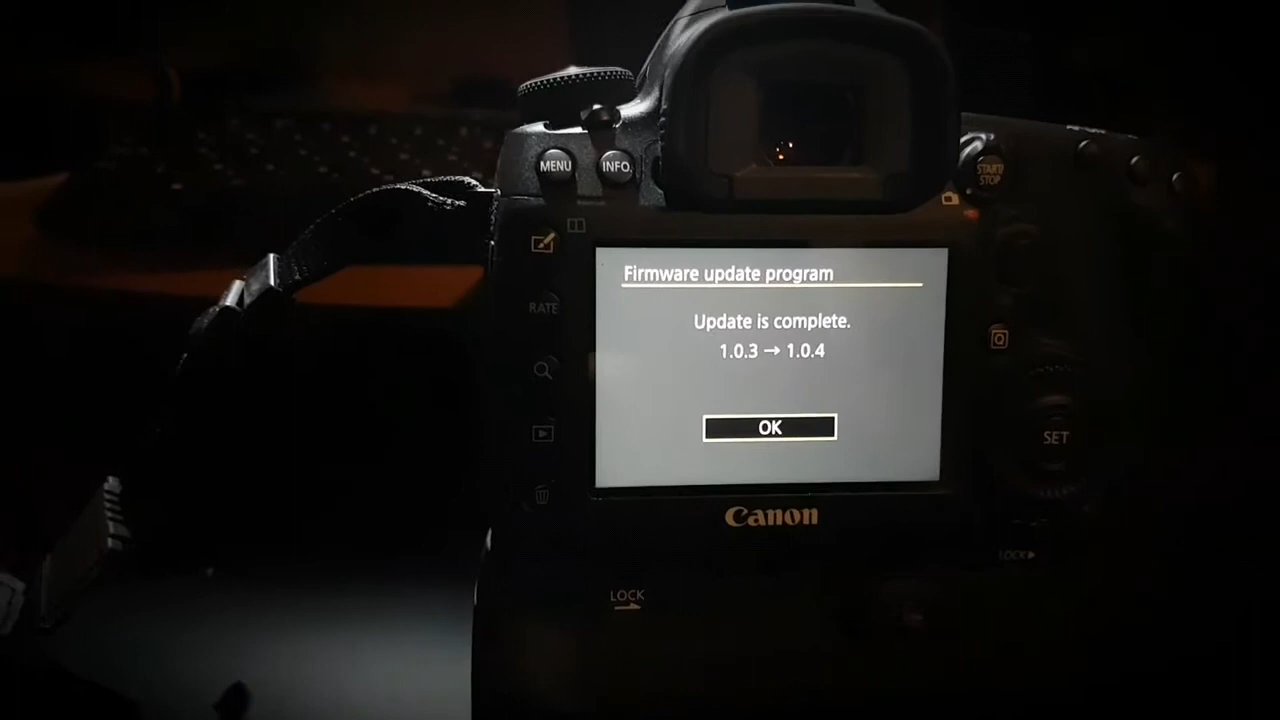 MENU
INFO.
START/
STOP
RATE
Firmware update program
Update is complete.
1.0.3 → 1.0.4
OK
Q
SET
Canon
LOCK
LOCK